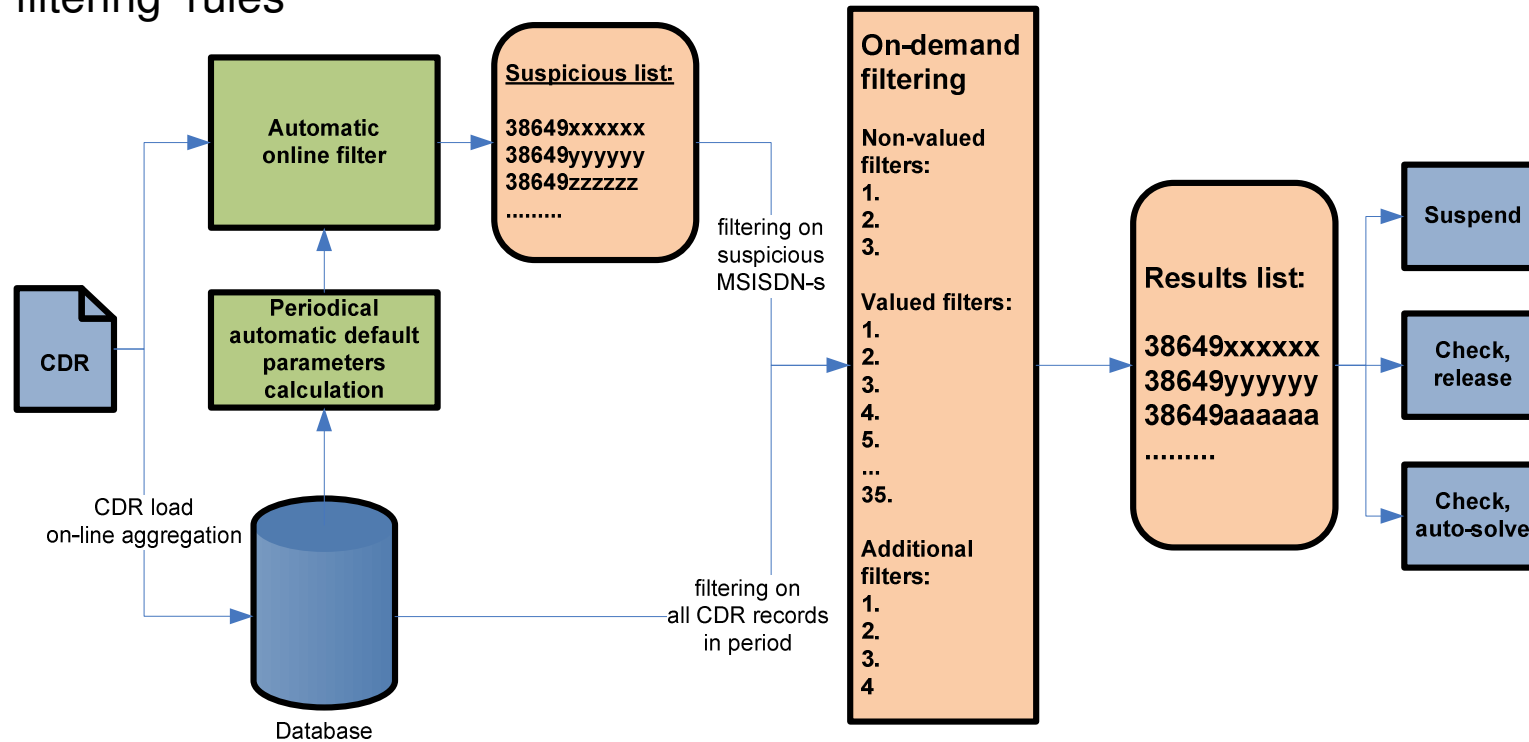 filtering rules
Automatic
online filter
Suspicious list:
38649xxxxxx
38649yyyyyy
38649zzzzzz
.........
Periodical
automatic default
parameters
calculation
CDR
CDR load
on-line aggregation
Database
filtering on
suspicious
MSISDN-s
filtering on
all CDR records
in period
On-demand
filtering
Non-valued
filters:
1.
2.
3.
Valued filters:
1.
2.
3.
4.
5.
...
35.
Additional
filters:
1.
2.
3.
4
Results list:
38649xxxxxx
38649yyyyyy
38649aaaaaa
.........
Suspend
Check,
release
Check,
auto-solve